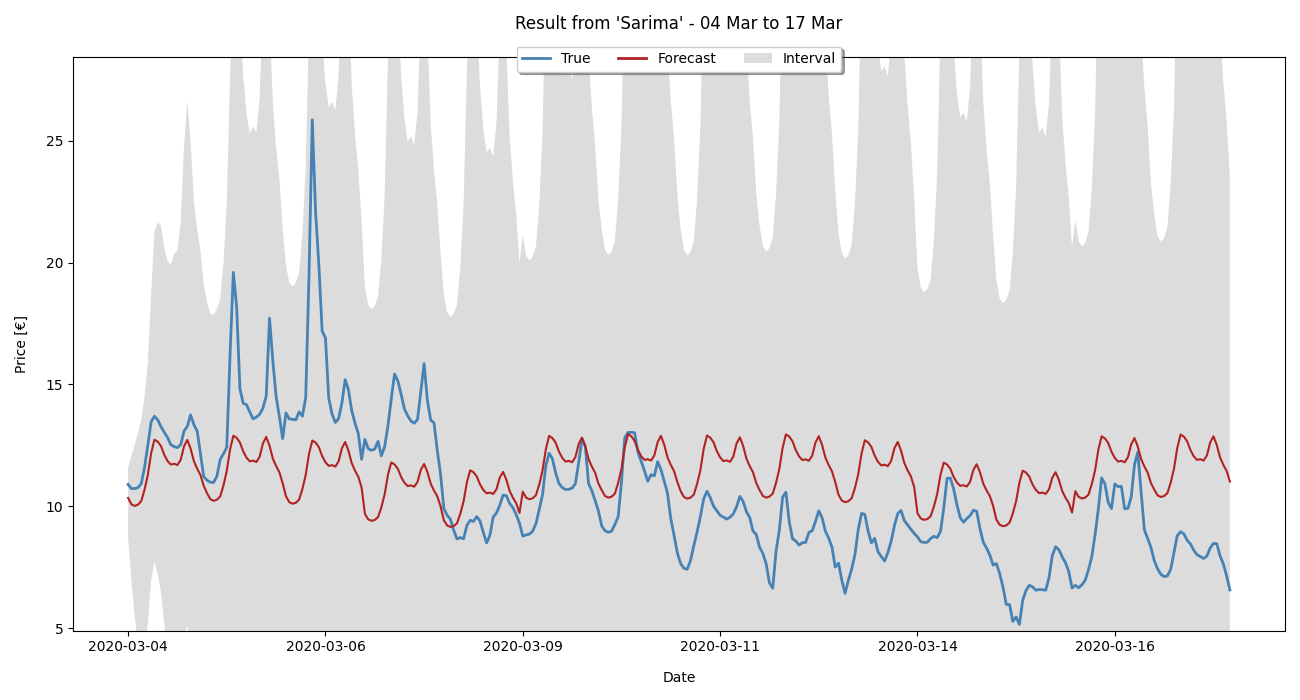 Result from 'Sarima' - 04 Mar to 17 Mar
True Forecast Interval
25
20
15
10
5
Price [€]
2020-03-04 2020-03-06 2020-03-09 2020-03-11 2020-03-14 2020-03-16
Date